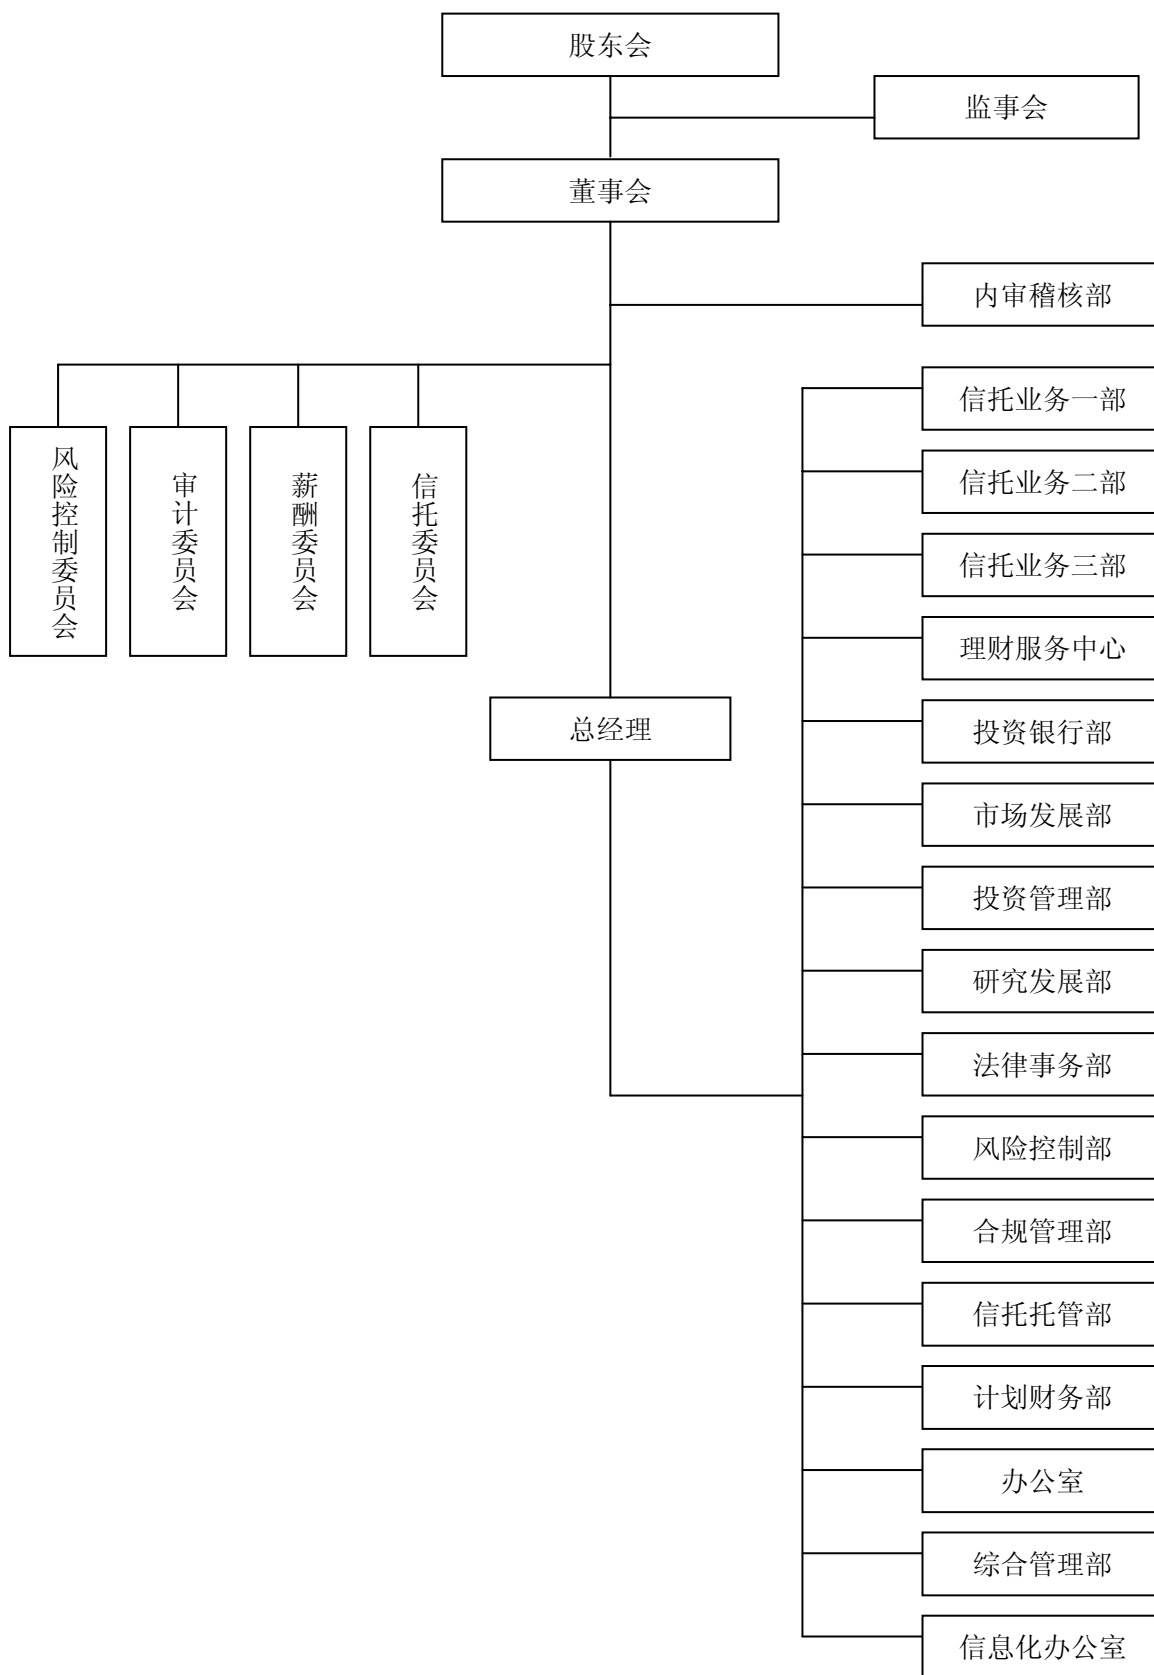 股东会
监事会
董事会
内审稽核部
风险控制委员会
审计委员会
薪酬委员会
信托委员会
总经理
信托业务一部
信托业务二部
信托业务三部
理财服务中心
投资银行部
市场发展部
投资管理部
研究发展部
法律事务部
风险控制部
合规管理部
信托托管部
计划财务部
办公室
综合管理部
信息化办公室